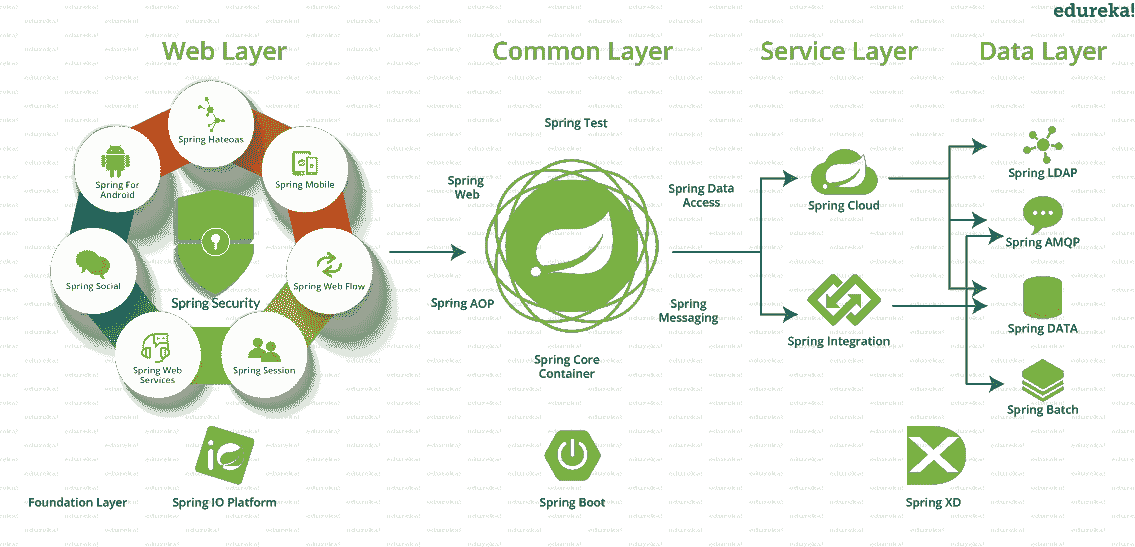 edureka!
Web Layer
Common Layer
Service Layer
Data Layer
Spring Hateoas
Spring For
Android
Spring Mobile
Spring Social
Spring Security
Spring Web Flow
Spring Web
Services
Spring Session
Spring Test
Spring
Web
Spring Data
Access
Spring AOP
Spring
Messaging
Spring Core
Container
Spring Cloud
Spring Integration
Spring LDAP
Spring AMQP
Spring DATA
Spring Batch
Foundation Layer
Spring IO Platform
Spring Boot
Spring XD